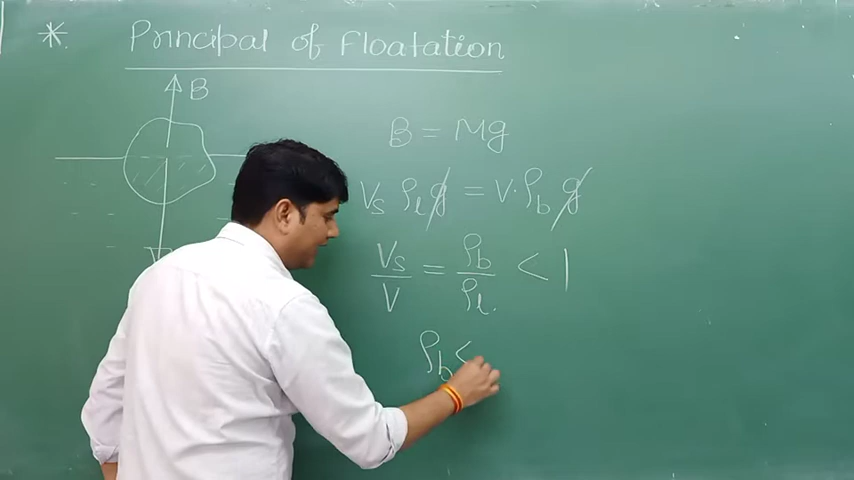 * Principal of Floatation
B
B = Mg
Vs ρl g = V·ρb g
Vs/V = ρb/ρl < 1
ρb <